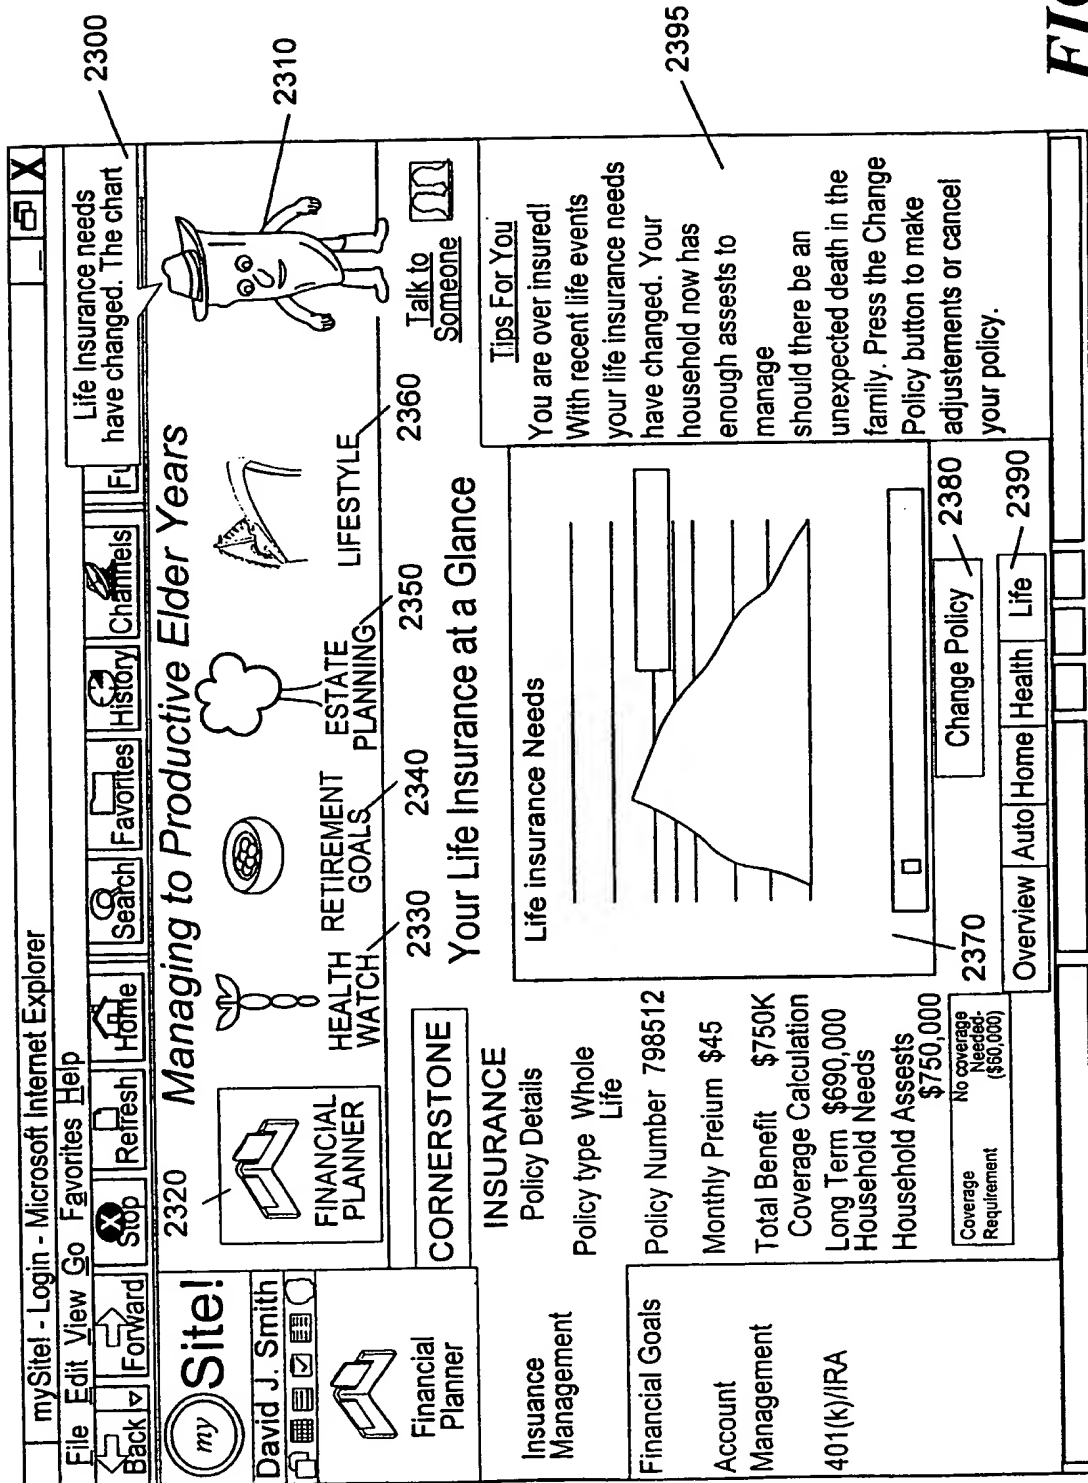 mySite! - Login - Microsoft Internet Explorer
File Edit View Go Favorites Help
Back Forward Stop Refresh Home Search Favorites History Channels Fu
Life Insurance needs
have changed. The chart
2300
2310
my Site!
David J. Smith
Financial
Planner
2320
FINANCIAL
PLANNER
Managing to Productive Elder Years
HEALTH
WATCH
2330
RETIREMENT
GOALS
2340
ESTATE
PLANNING
2350
LIFESTYLE
2360
Talk to
Someone
Insuance
Management
Financial Goals
Account
Management
401(k)/IRA
CORNERSTONE
INSURANCE
Policy Details
Policy type Whole
Life
Policy Number 798512
Monthly Preium $45
Total Benefit $750K
Coverage Calculation
Long Term $690,000
Household Needs
Household Assests
$750,000
Coverage
Requirement
No coverage
Needed-
($60,000)
Your Life Insurance at a Glance
Life insurance Needs
2370
Change Policy
2380
Overview Auto Home Health Life
2390
Tips For You
You are over insured!
With recent life events
your life insurance needs
have changed. Your
household now has
enough assests to
manage
should there be an
unexpected death in the
family. Press the Change
Policy button to make
adjustements or cancel
your policy.
2395